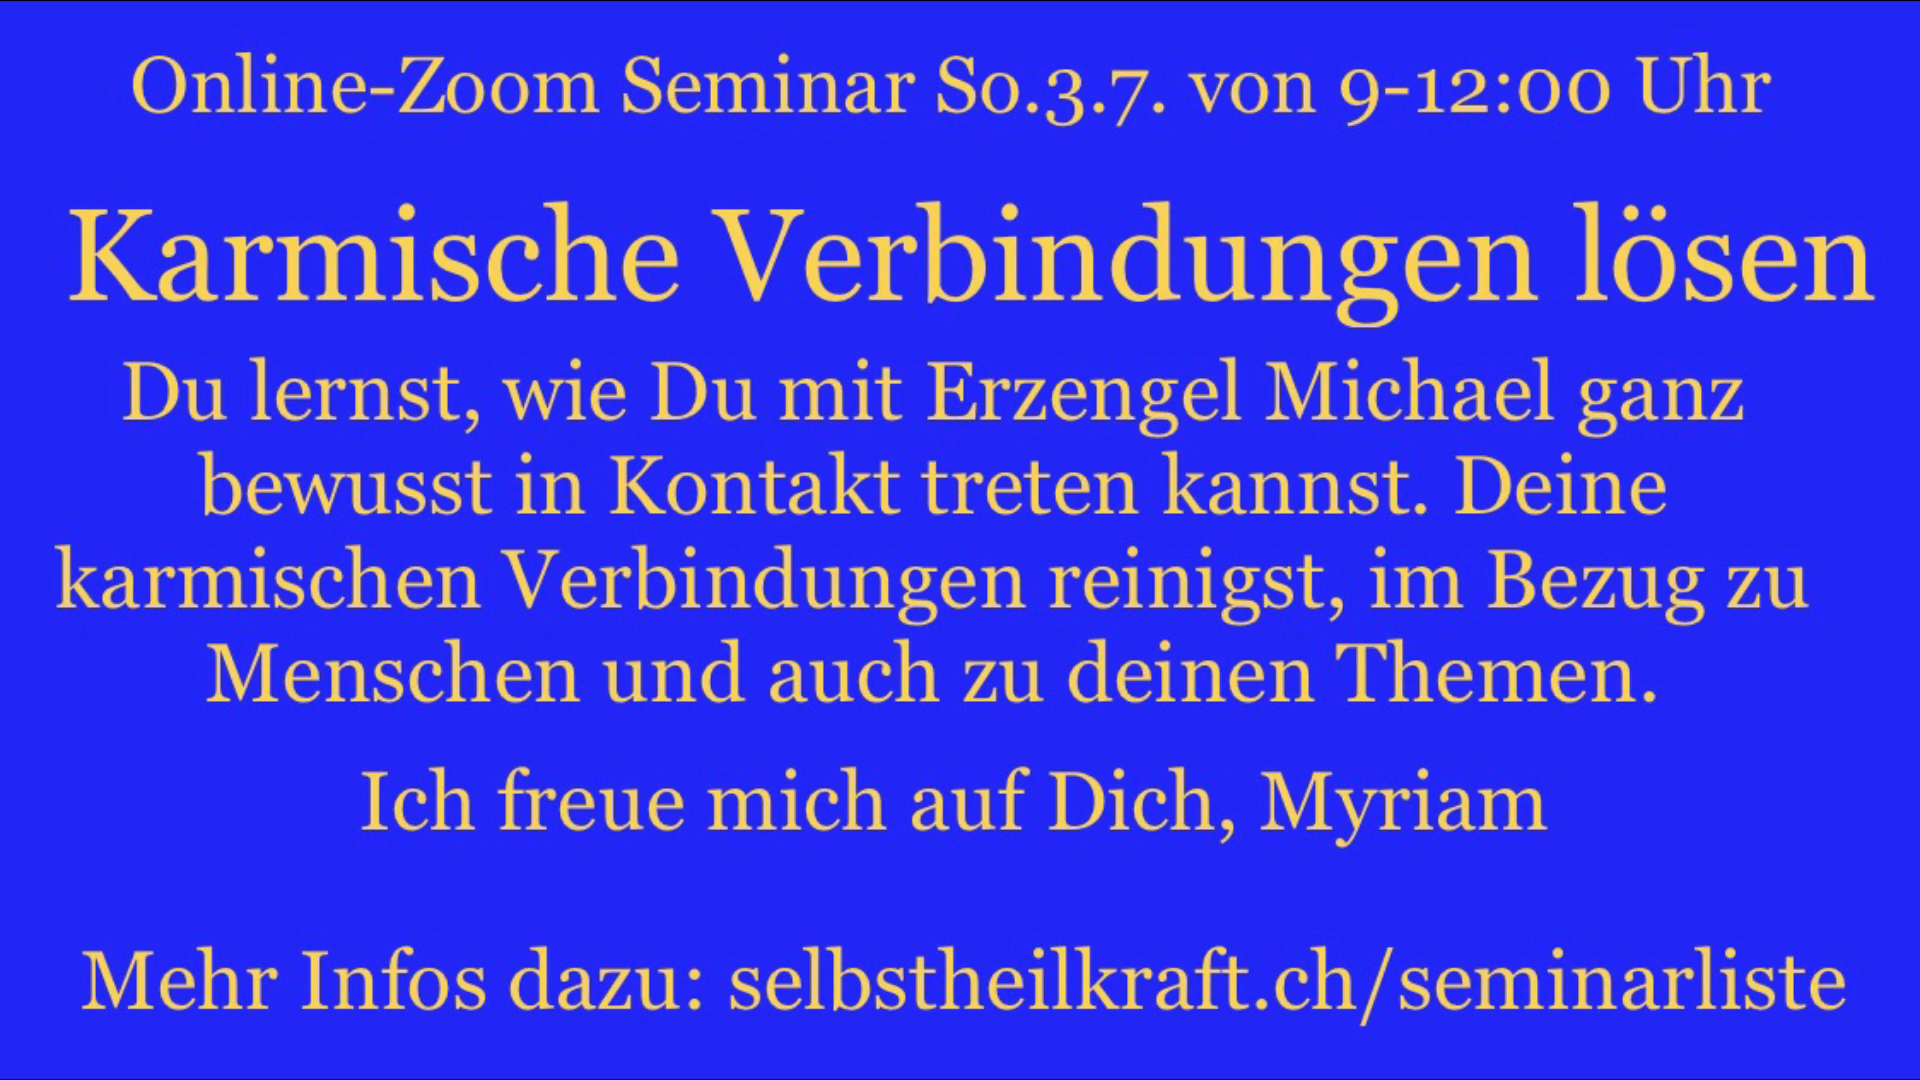 Online-Zoom Seminar So.3.7. von 9-12:00 Uhr
Karmische Verbindungen lösen
Du lernst, wie Du mit Erzengel Michael ganz
bewusst in Kontakt treten kannst. Deine
karmischen Verbindungen reinigst, im Bezug zu
Menschen und auch zu deinen Themen.
Ich freue mich auf Dich, Myriam
Mehr Infos dazu: selbstheilkraft.ch/seminarliste